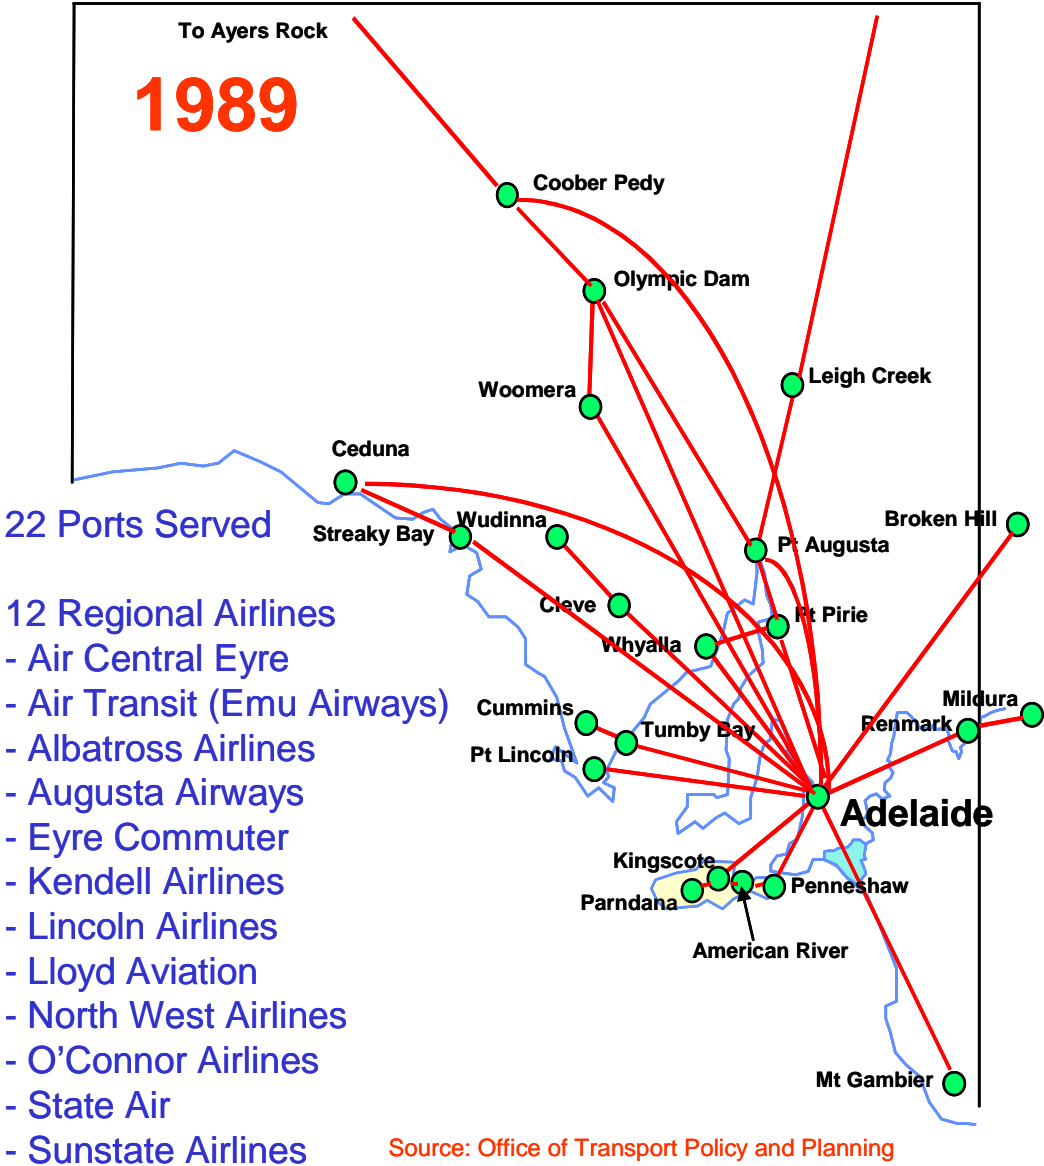 To Ayers Rock
1989
Coober Pedy
Olympic Dam
Leigh Creek
Woomera
Ceduna
22 Ports Served
Streaky Bay
Wudinna
Broken Hill
Pt Augusta
Cleve
Pt Pirie
Whyalla
12 Regional Airlines
- Air Central Eyre
- Air Transit (Emu Airways)
- Albatross Airlines
- Augusta Airways
- Eyre Commuter
- Kendell Airlines
- Lincoln Airlines
- Lloyd Aviation
- North West Airlines
- O’Connor Airlines
- State Air
- Sunstate Airlines
Cummins
Tumby Bay
Mildura
Renmark
Pt Lincoln
Adelaide
Kingscote
Penneshaw
Parndana
American River
Mt Gambier
Source: Office of Transport Policy and Planning